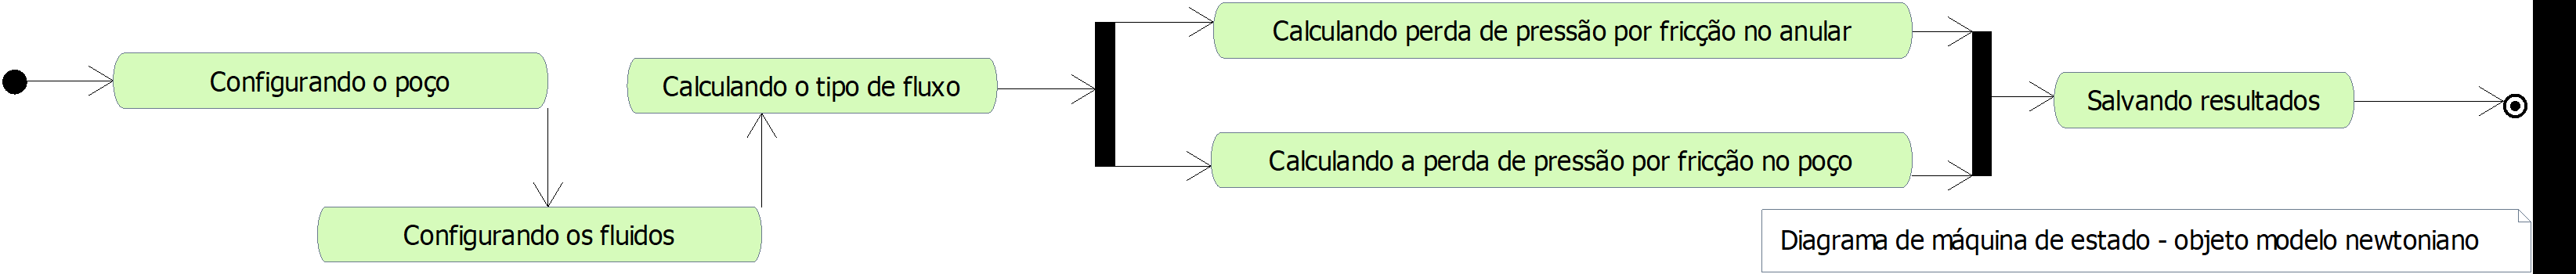 Configurando o poço
Configurando os fluidos
Calculando o tipo de fluxo
Calculando perda de pressão por fricção no anular
Calculando a perda de pressão por fricção no poço
Salvando resultados
Diagrama de máquina de estado - objeto modelo newtoniano